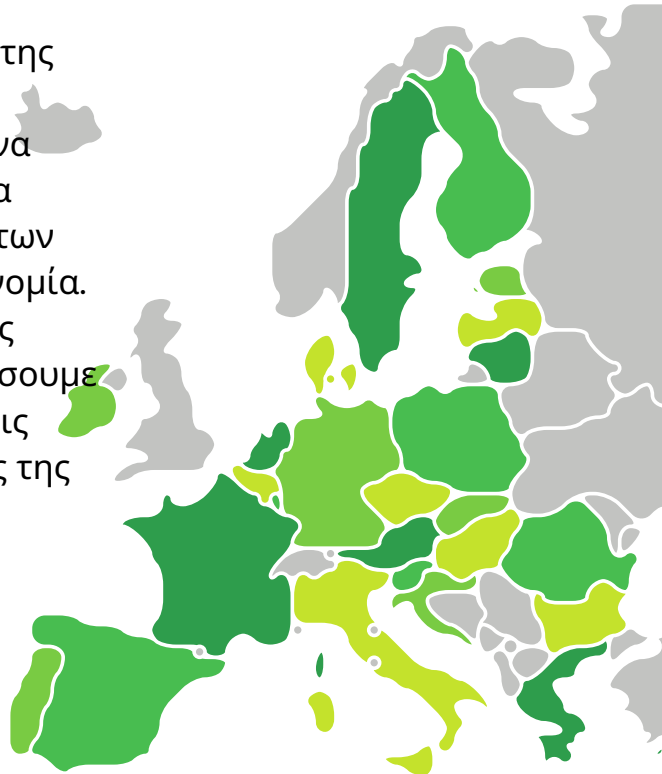 της
να
α
των
νομία.
ς
σουμε
ις
ς της